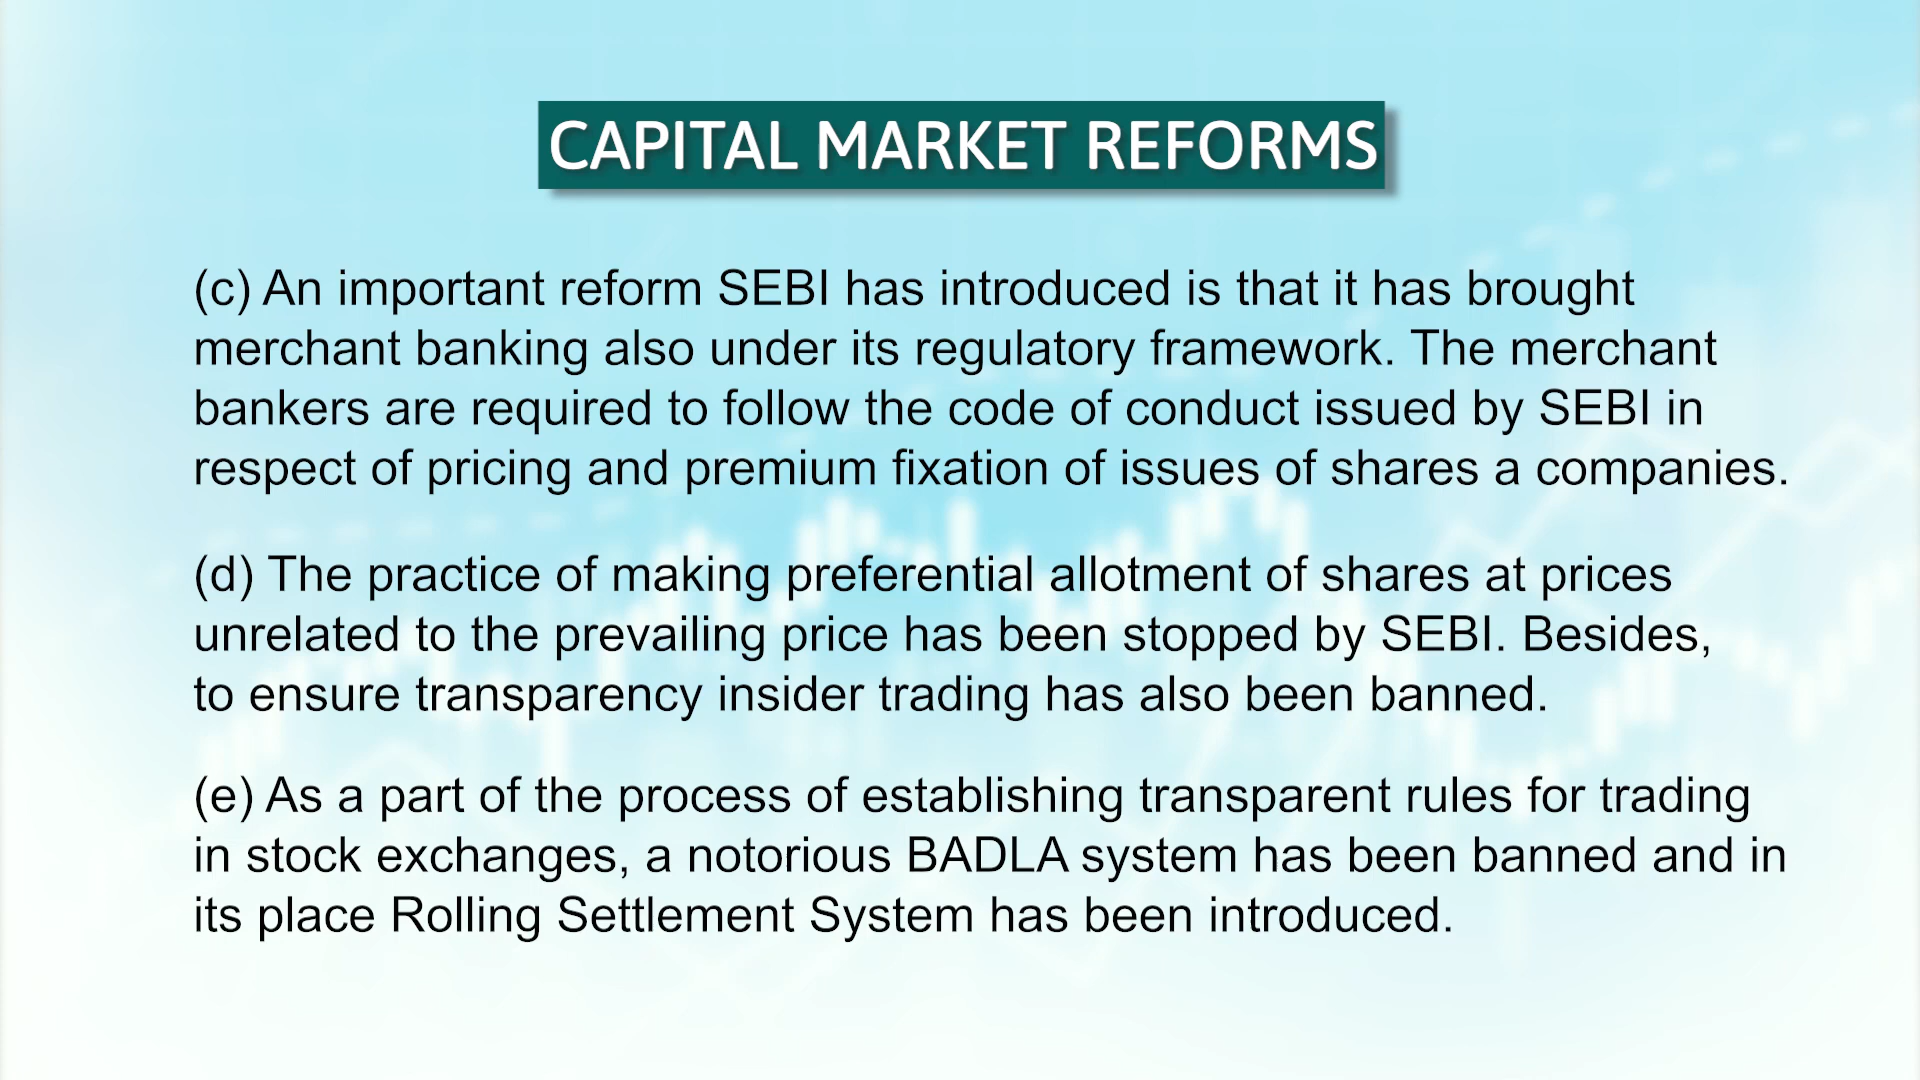 CAPITAL MARKET REFORMS
(c) An important reform SEBI has introduced is that it has brought
merchant banking also under its regulatory framework. The merchant
bankers are required to follow the code of conduct issued by SEBI in
respect of pricing and premium fixation of issues of shares a companies.
(d) The practice of making preferential allotment of shares at prices
unrelated to the prevailing price has been stopped by SEBI. Besides,
to ensure transparency insider trading has also been banned.
(e) As a part of the process of establishing transparent rules for trading
in stock exchanges, a notorious BADLA system has been banned and in
its place Rolling Settlement System has been introduced.